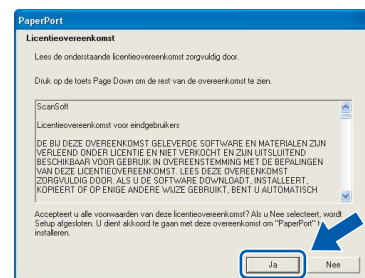 PaperPort
Licentieovereenkomst
Lees de onderstaande licentieovereenkomst zorgvuldig door.
Druk op de toets Page Down om de rest van de overeenkomst te zien.
ScanSoft
Licentieovereenkomst voor eindgebruikers
DE BIJ DEZE OVEREENKOMST GELEVERDE SOFTWARE EN MATERIALEN ZIJN
VERLEEND ONDER LICENTIE EN NIET VERKOCHT EN ZIJN UITSLUITEND
BESCHIKBAAR VOOR GEBRUIK IN OVEREENSTEMMING MET DE BEPALINGEN
VAN DEZE LICENTIEOVEREENKOMST. LEES DEZE OVEREENKOMST
ZORGVULDIG DOOR. ALS U DE SOFTWARE DOWNLOADT, INSTALLEERT,
KOPIEERT OF OP ENIGE ANDERE WIJZE GEBRUIKT, BENT U AUTOMATISCH
Accepteert u alle voorwaarden van deze licentieovereenkomst? Als u Nee selecteert, wordt
Setup afgesloten. U dient akkoord te gaan met deze overeenkomst om "PaperPort"
installeren.
Ja
Nee